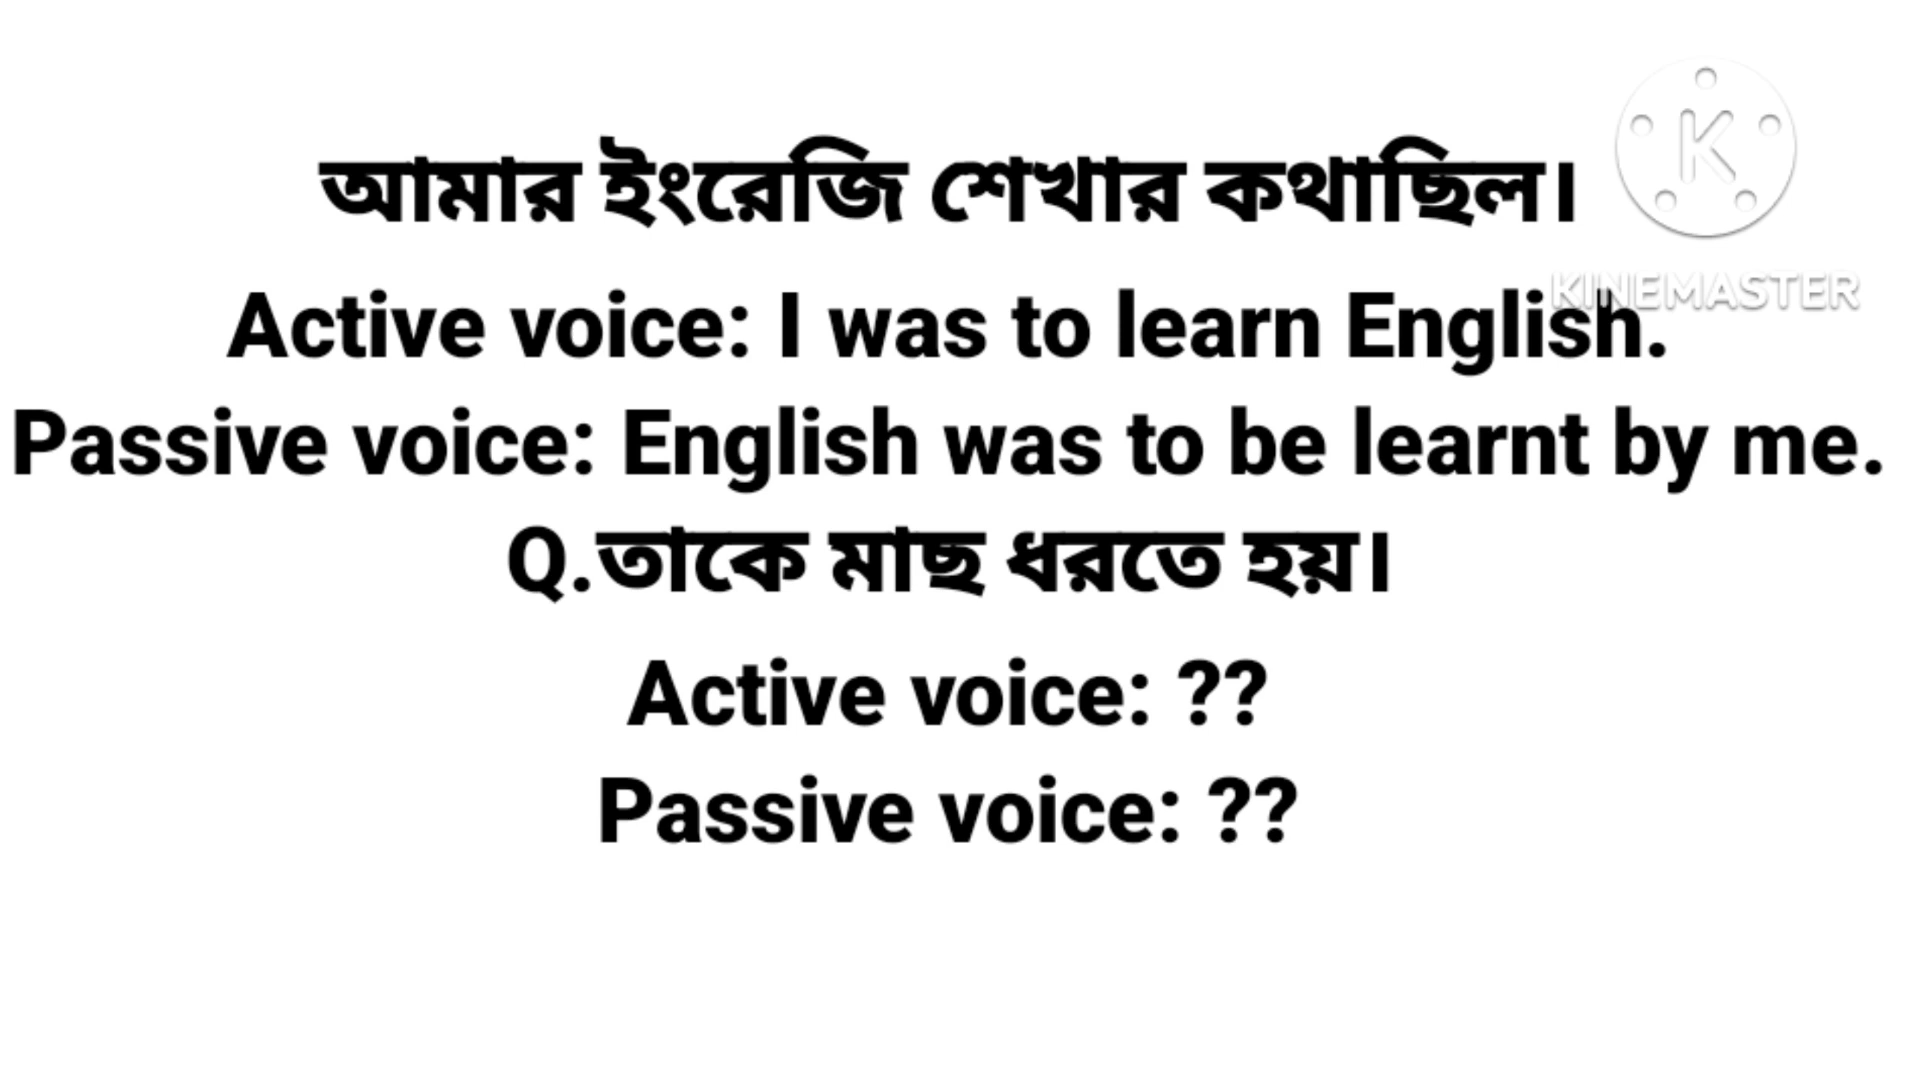 আমার ইংরেজি শেখার কথাছিল।
KINEMASTER
Active voice: I was to learn English.
Passive voice: English was to be learnt by me.
Q.তাকে মাছ ধরতে হয়।
Active voice: ??
Passive voice: ??